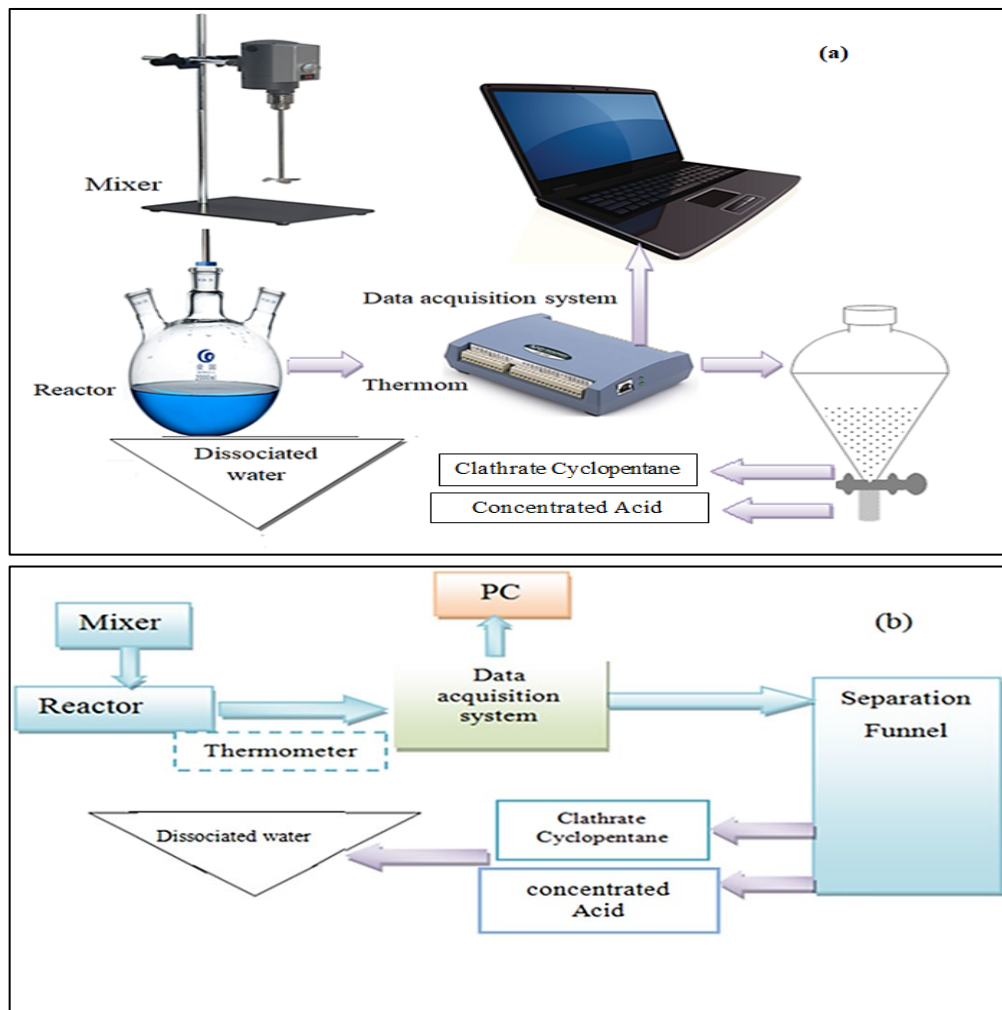 (a)
Mixer
Data acquisition system
Reactor
Thermom
Dissociated
water
Clathrate Cyclopentane
Concentrated Acid
(b)
PC
Mixer
Reactor
Data
acquisition
system
Separation
Funnel
Thermometer
Dissociated water
Clathrate
Cyclopentane
concentrated
Acid